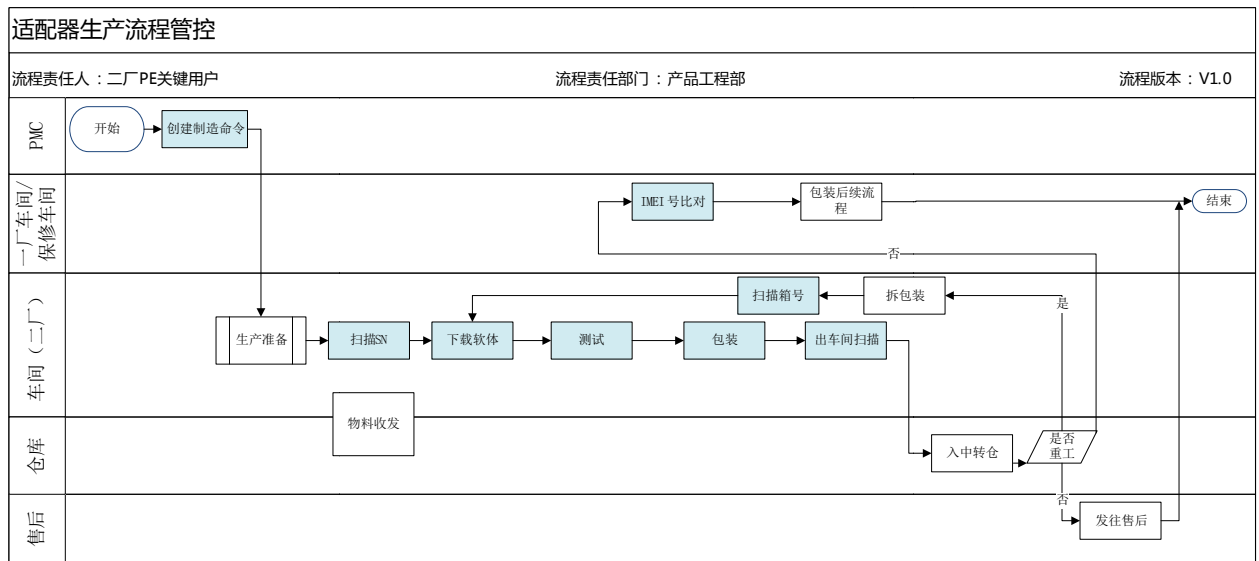 适配器生产流程管控
流程责任人：二厂PE关键用户
流程责任部门：产品工程部
流程版本：V1.0
PMC
开始
创建制造命令
一厂车间/
保修车间
IMEI号比对
包装后续流
程
结束
否
车间（二厂）
扫描箱号
拆包装
是
生产准备
扫描SN
下载软体
测试
包装
出车间扫描
物料收发
仓库
入中转仓
是否
重工
否
售后
发往售后